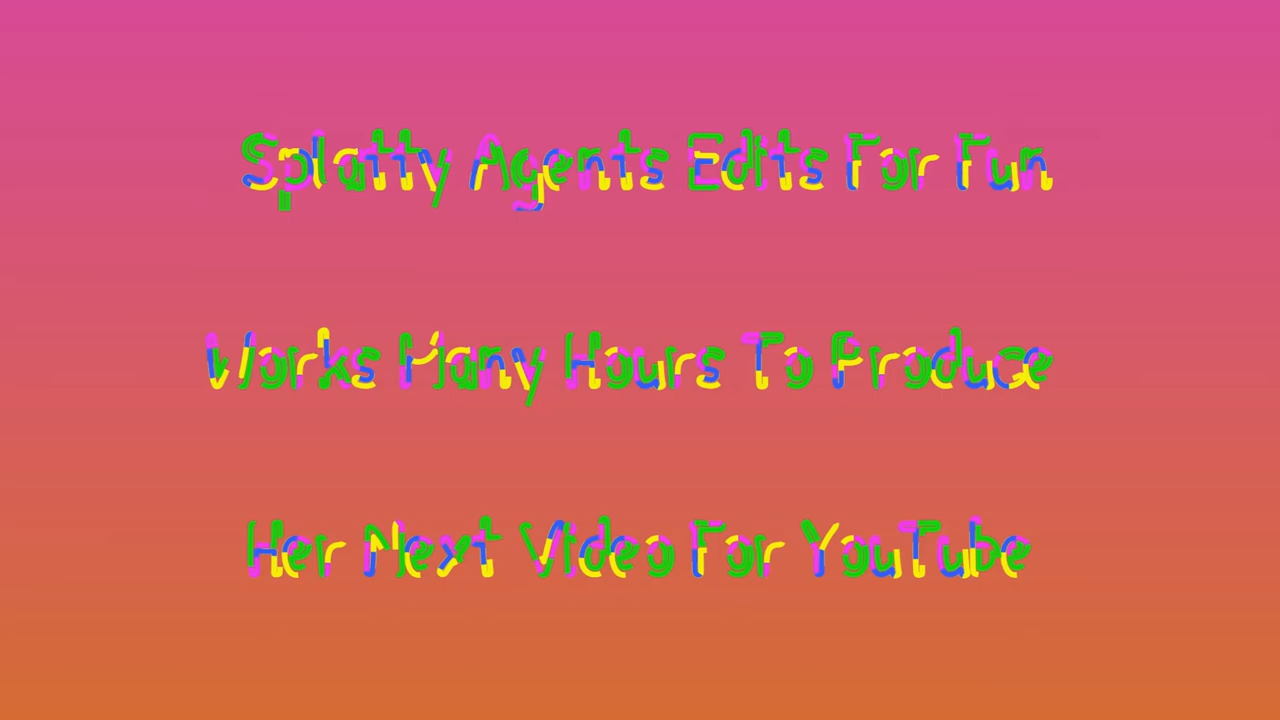 Splatty Agents Edits For Fun
Works Many Hours To Produce
Her Next Video For YouTube